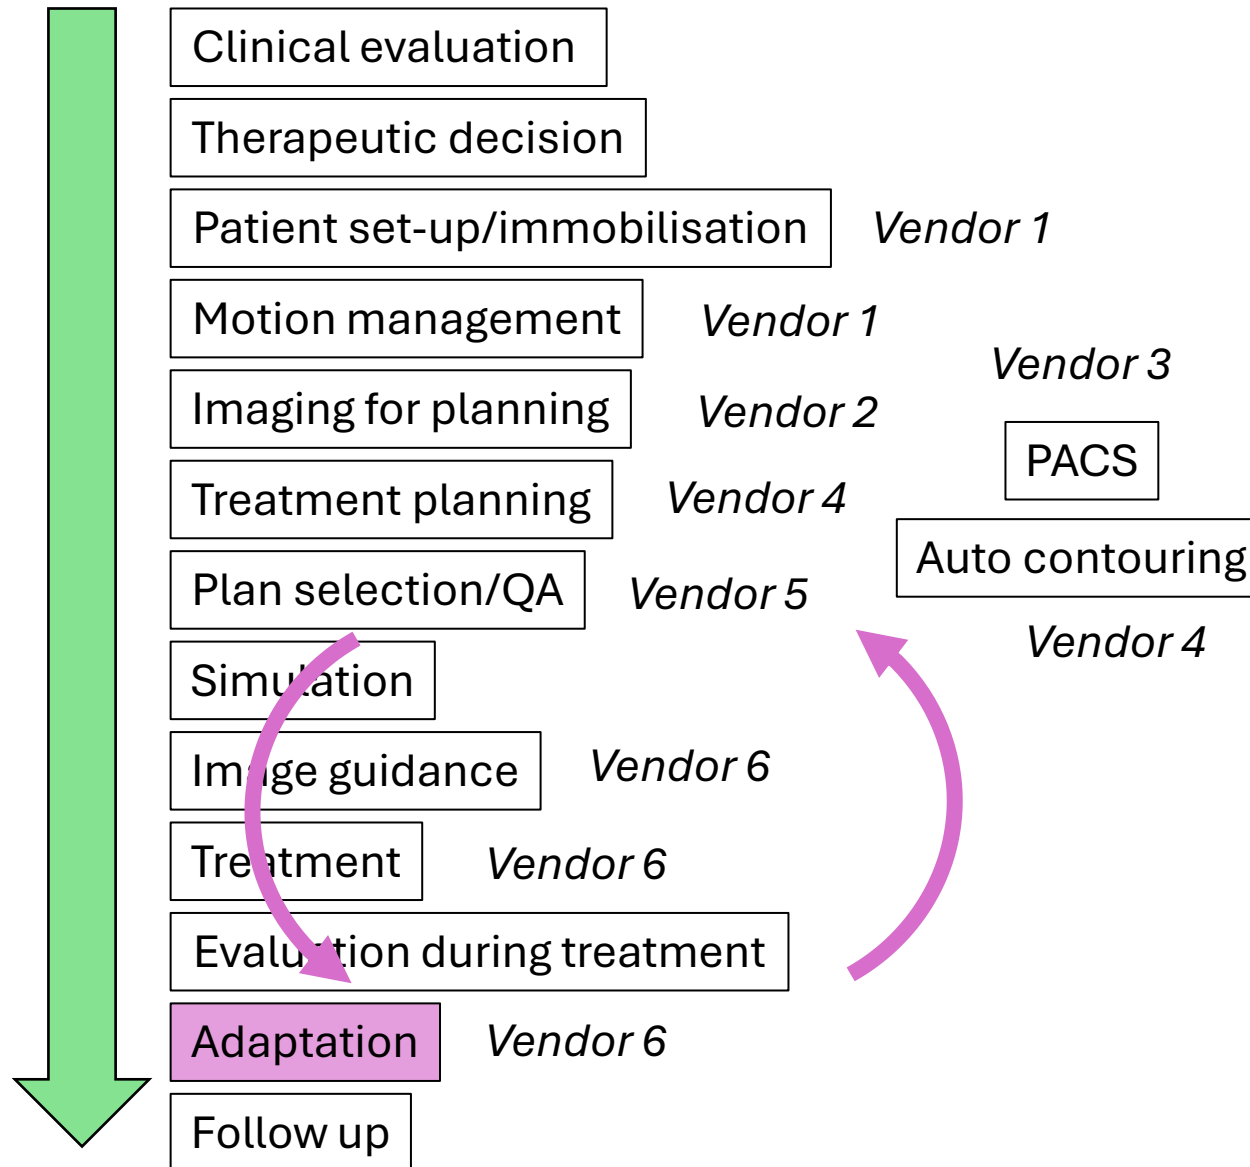 Clinical evaluation
Therapeutic decision
Patient set-up/immobilisation Vendor 1
Motion management Vendor 1
Vendor 3
Imaging for planning Vendor 2
PACS
Treatment planning Vendor 4
Auto contouring
Plan selection/QA Vendor 5
Vendor 4
Simulation
Image guidance Vendor 6
Treatment Vendor 6
Evaluation during treatment
Adaptation Vendor 6
Follow up